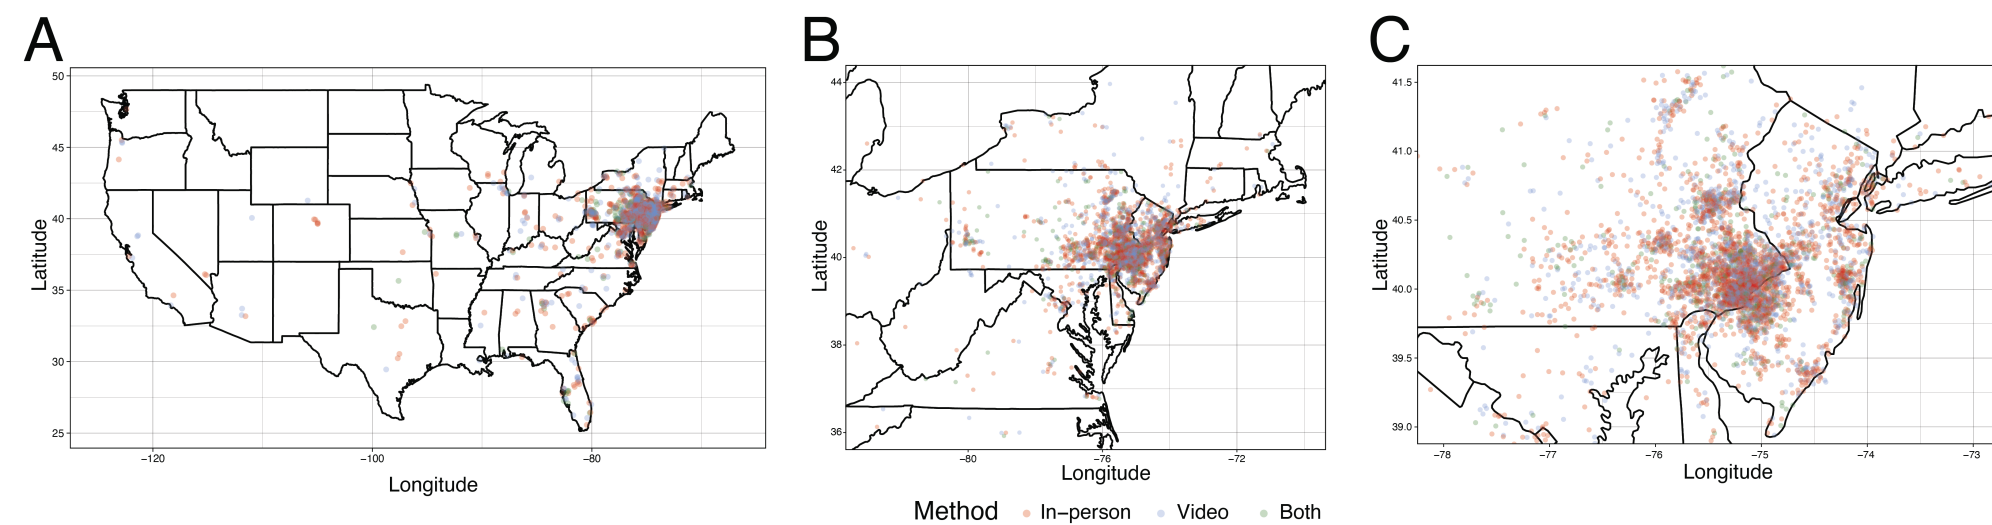 A
50
45
40
35
30
25
Latitude
−120
−100
−80
Longitude
B
44
42
40
38
36
Latitude
−80
−76
−72
Longitude
C
41.5
41.0
40.5
40.0
39.5
39.0
Latitude
−78
−77
−76
−75
−74
−73
Longitude
Method In−person Video Both